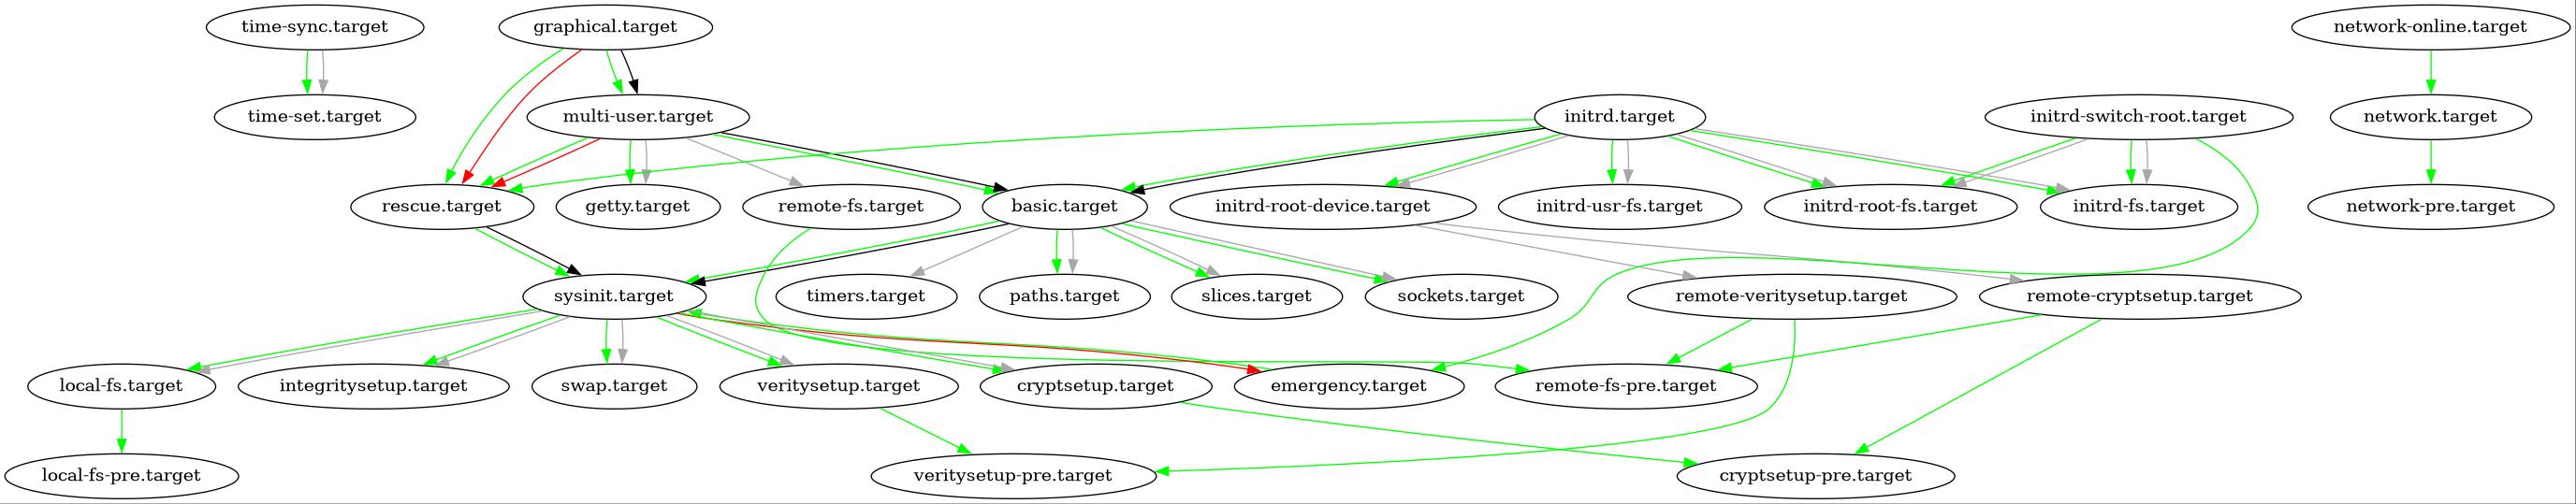 time-sync.target
graphical.target
network-online.target
time-set.target
multi-user.target
initrd.target
initrd-switch-root.target
network.target
rescue.target
getty.target
remote-fs.target
basic.target
initrd-root-device.target
initrd-usr-fs.target
initrd-root-fs.target
initrd-fs.target
network-pre.target
sysinit.target
timers.target
paths.target
slices.target
sockets.target
remote-veritysetup.target
remote-cryptsetup.target
local-fs.target
integritysetup.target
swap.target
veritysetup.target
cryptsetup.target
emergency.target
remote-fs-pre.target
local-fs-pre.target
veritysetup-pre.target
cryptsetup-pre.target